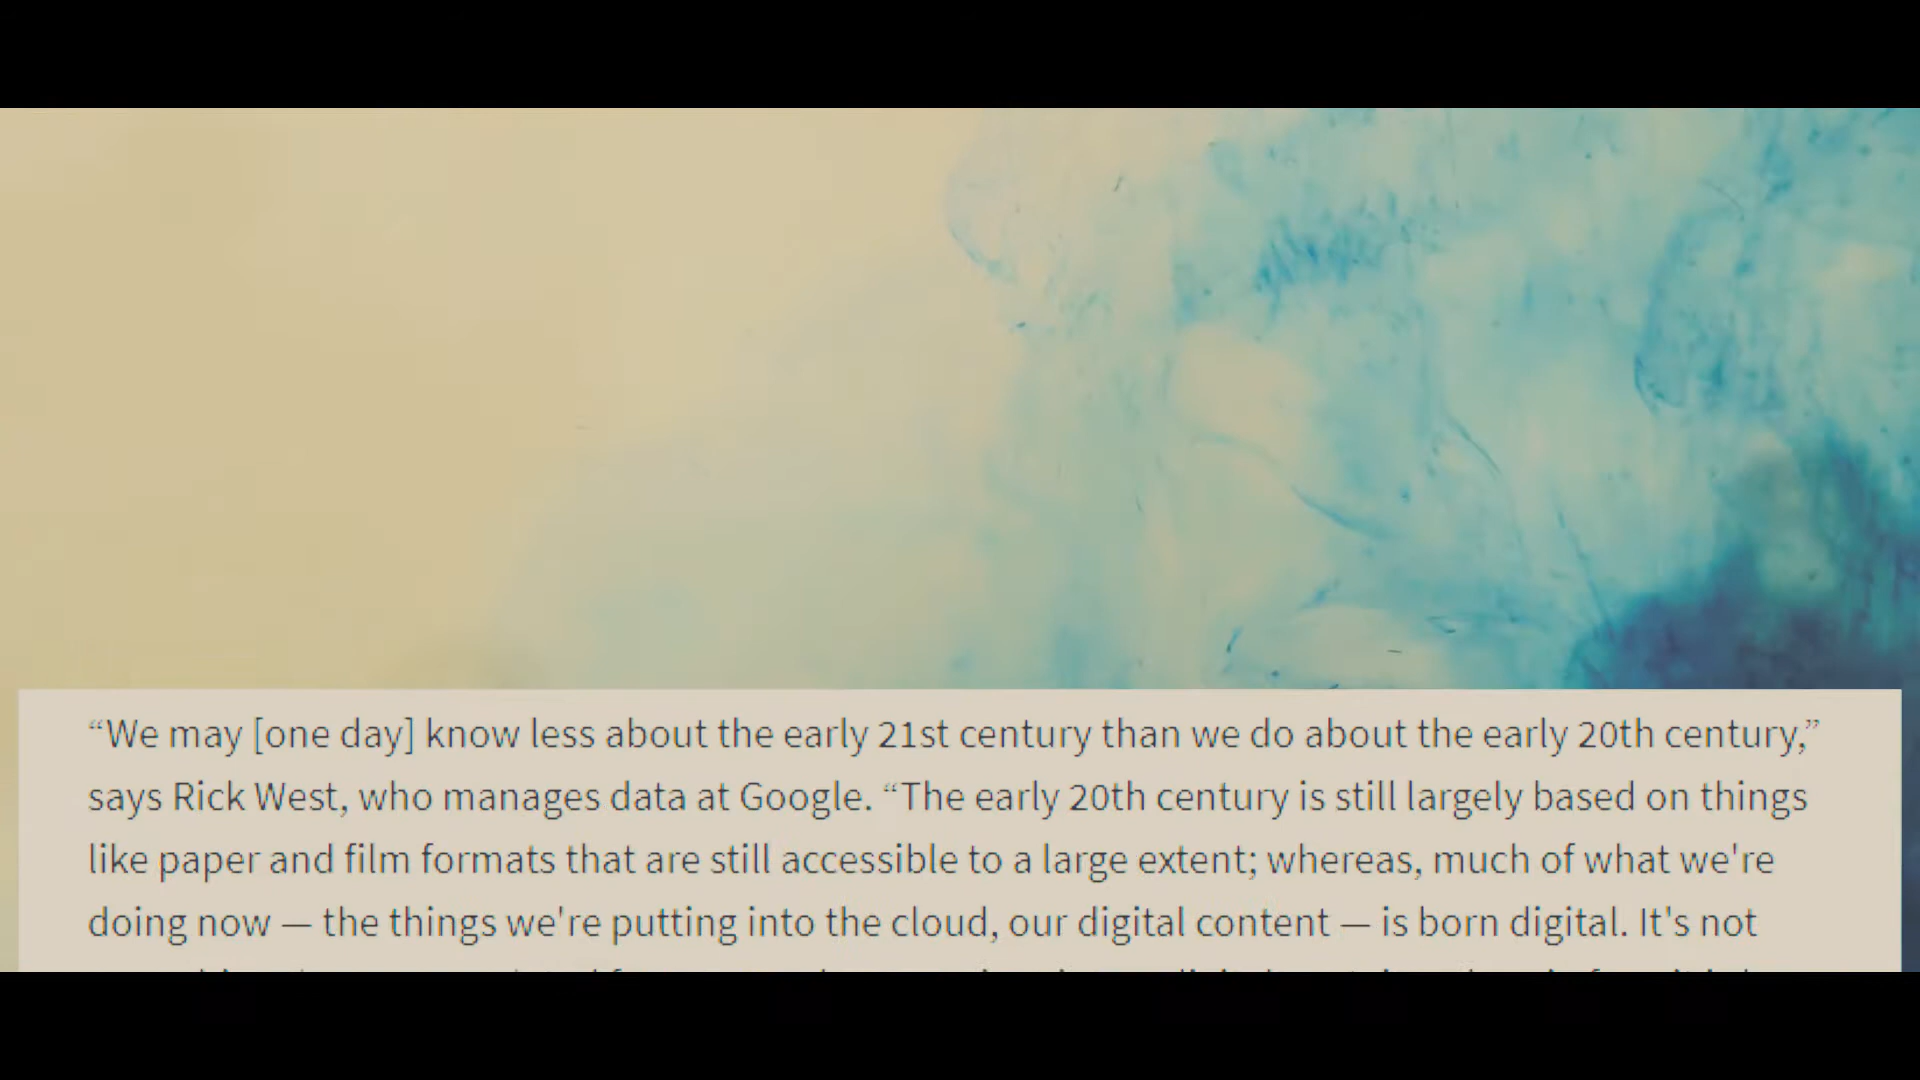 “We may [one day] know less about the early 21st century than we do about the early 20th century,”
says Rick West, who manages data at Google. “The early 20th century is still largely based on things
like paper and film formats that are still accessible to a large extent; whereas, much of what we're
doing now — the things we're putting into the cloud, our digital content — is born digital. It's not